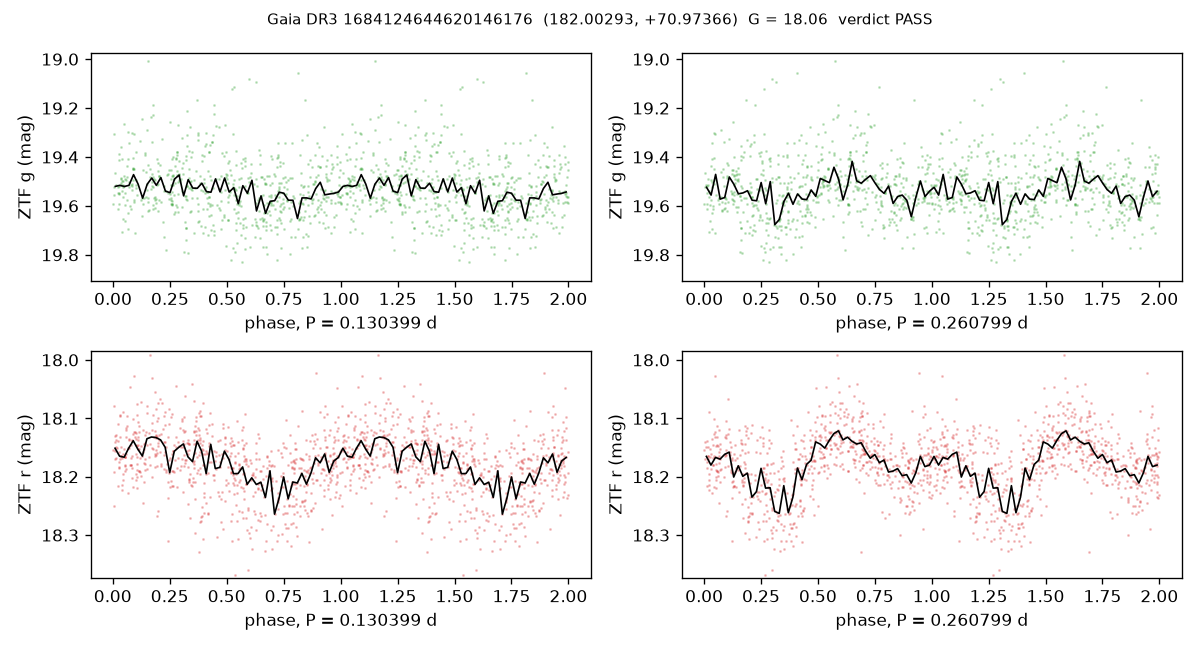 Gaia DR3 1684124644620146176  (182.00293, +70.97366)  G = 18.06  verdict PASS
19.0
19.2
19.4
19.6
19.8
ZTF g (mag)
0.00 0.25 0.50 0.75 1.00 1.25 1.50 1.75 2.00
phase, P = 0.130399 d
19.0
19.2
19.4
19.6
19.8
ZTF g (mag)
0.00 0.25 0.50 0.75 1.00 1.25 1.50 1.75 2.00
phase, P = 0.260799 d
18.0
18.1
18.2
18.3
ZTF r (mag)
0.00 0.25 0.50 0.75 1.00 1.25 1.50 1.75 2.00
phase, P = 0.130399 d
18.0
18.1
18.2
18.3
ZTF r (mag)
0.00 0.25 0.50 0.75 1.00 1.25 1.50 1.75 2.00
phase, P = 0.260799 d